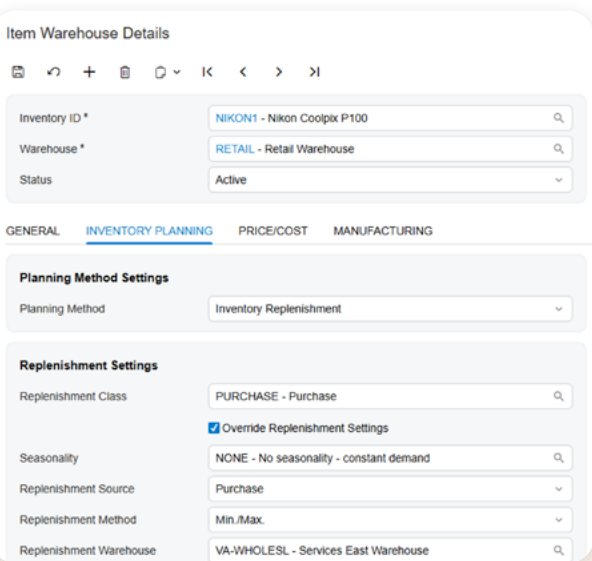 Item Warehouse Details
Inventory ID * NIKON1 - Nikon Coolpix P100
Warehouse * RETAIL - Retail Warehouse
Status Active
GENERAL INVENTORY PLANNING PRICE/COST MANUFACTURING
Planning Method Settings
Planning Method Inventory Replenishment
Replenishment Settings
Replenishment Class PURCHASE - Purchase
Override Replenishment Settings
Seasonality NONE - No seasonality - constant demand
Replenishment Source Purchase
Replenishment Method Min./Max.
Replenishment Warehouse VA-WHOLESL - Services East Warehouse